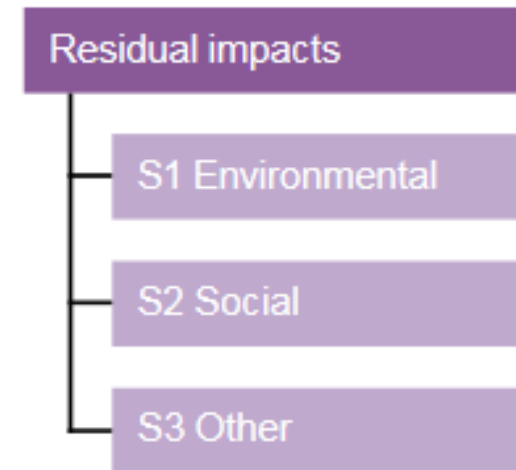 Residual impacts
S1 Environmental
S2 Social
S3 Other